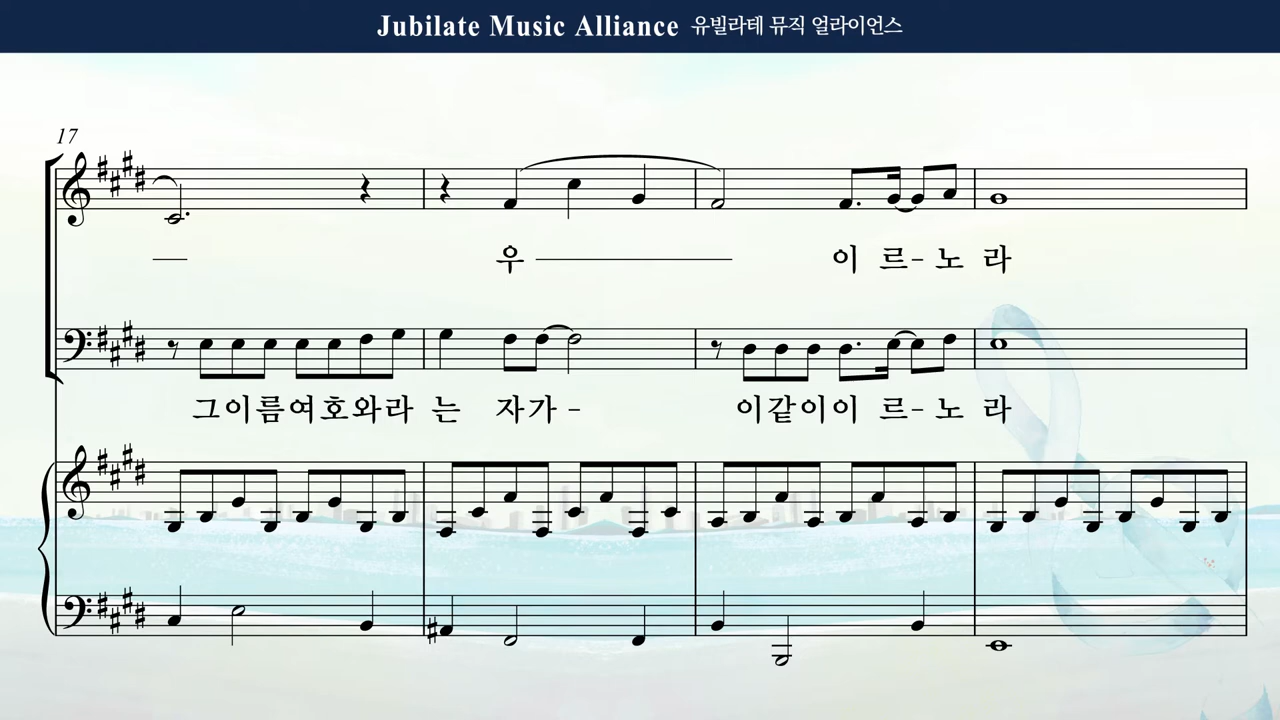 Jubilate Music Alliance 유빌라테 뮤직 얼라이언스
17
우 이 르- 노 라
그이름여호와라 는 자가-  이같이이 르- 노 라